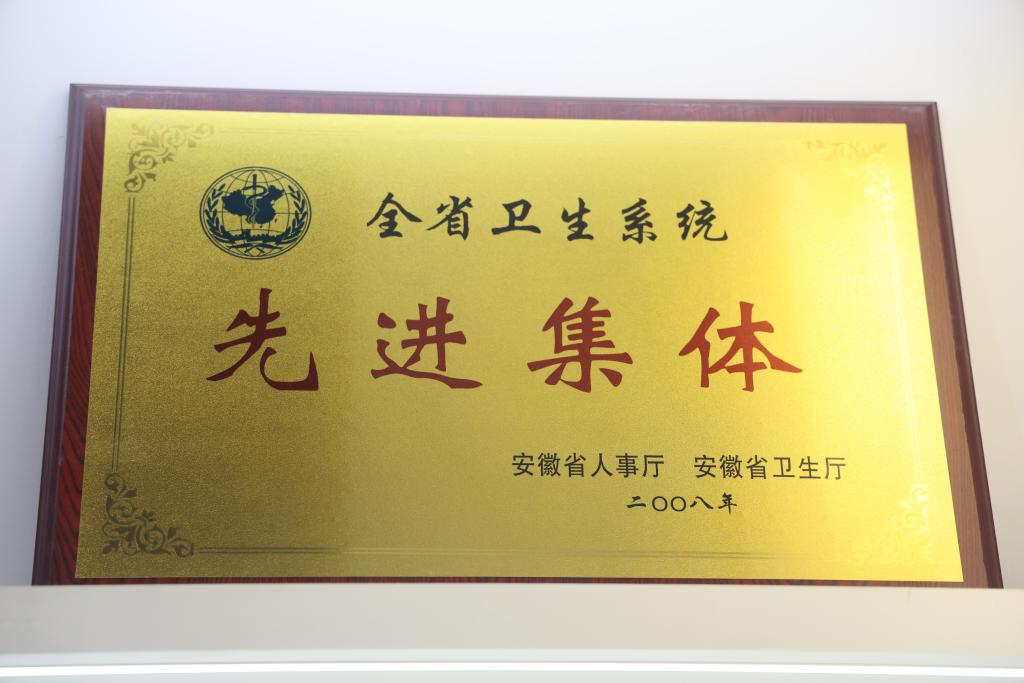 全省卫生系统
先进集体
安徽省人事厅 安徽省卫生厅
二〇〇八年